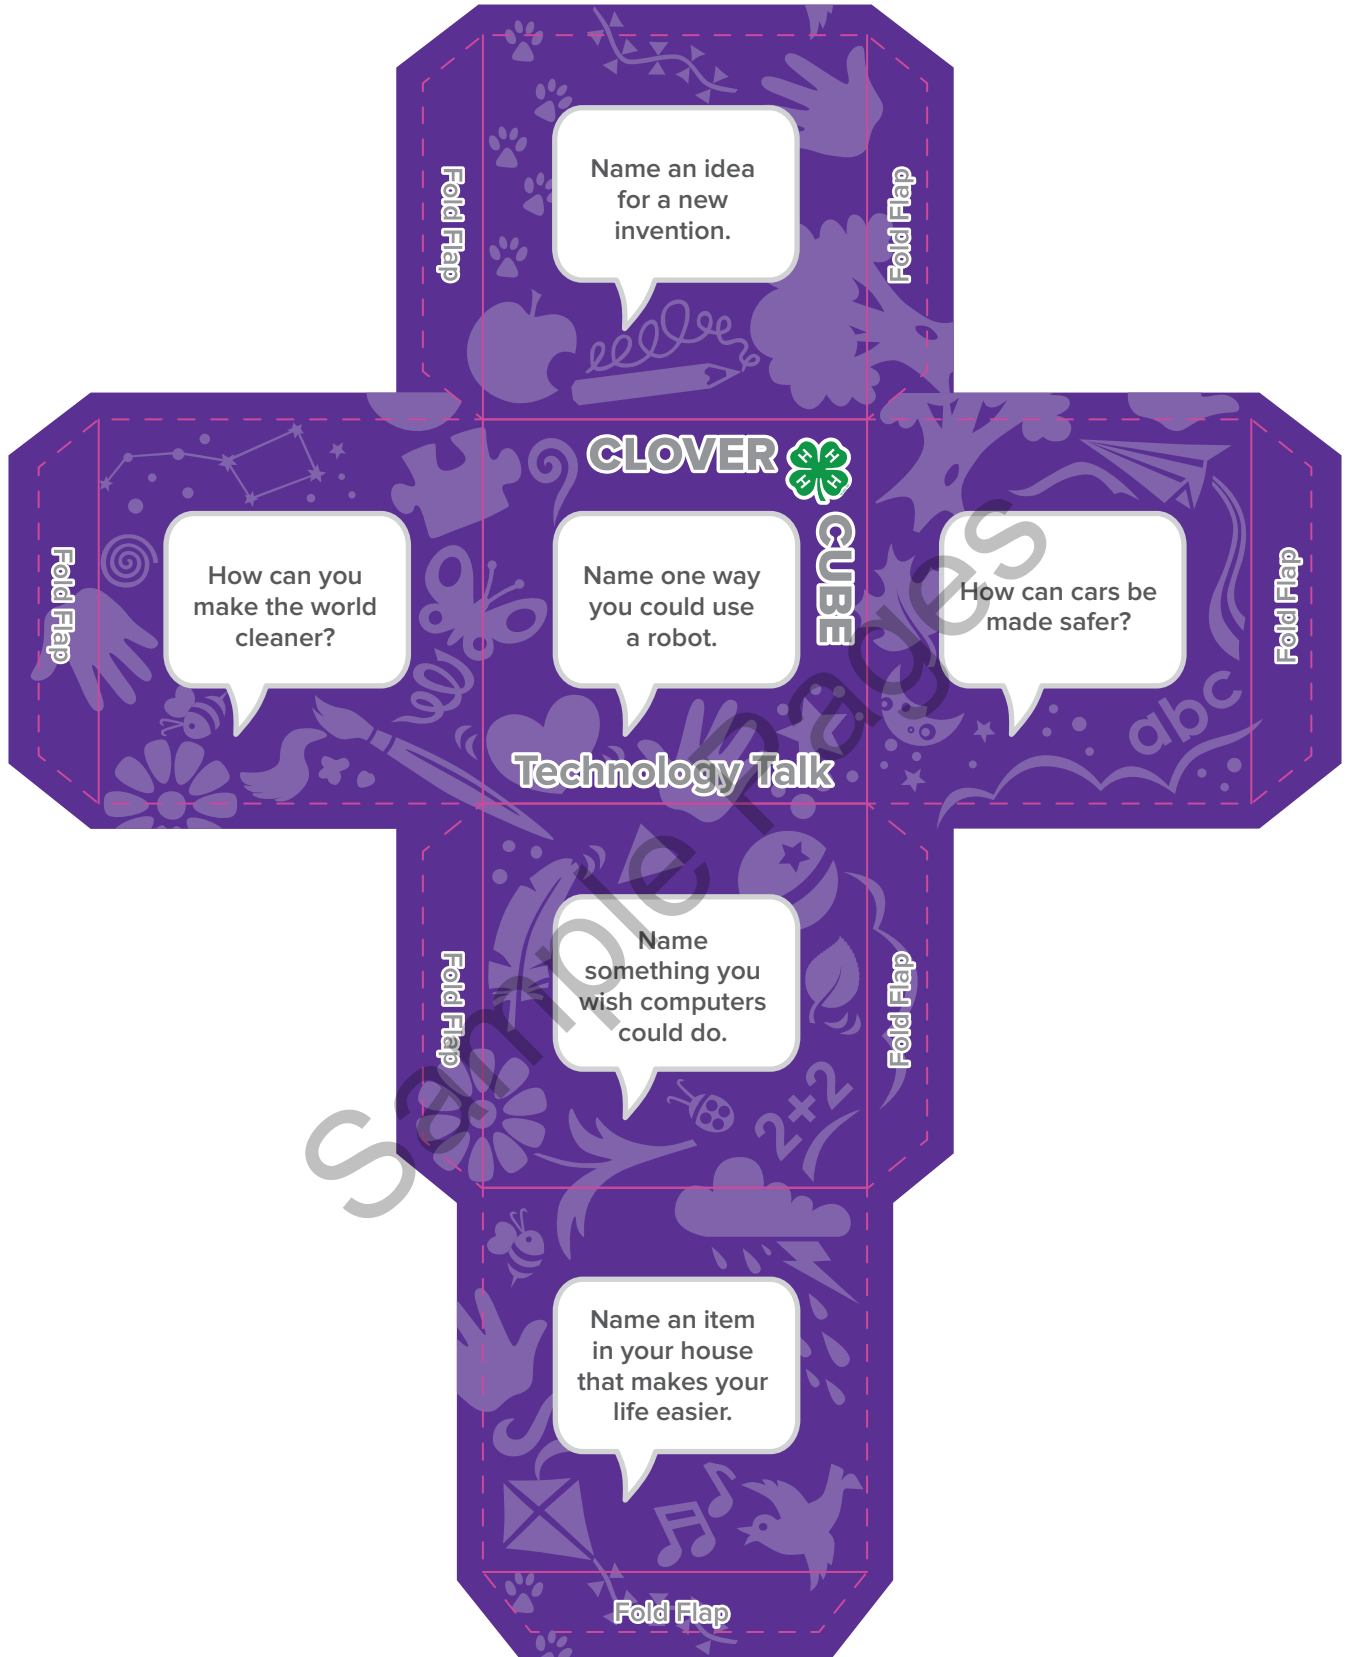 Name an idea
for a new
invention.
Fold Flap
Fold Flap
CLOVER
H H H H
CUBE
How can you
make the world
cleaner?
Name one way
you could use
a robot.
How can cars be
made safer?
Fold Flap
Fold Flap
abc
Technology Talk
Name
something you
wish computers
could do.
Fold Flap
Fold Flap
2+2
Sample Pages
Name an item
in your house
that makes your
life easier.
Fold Flap